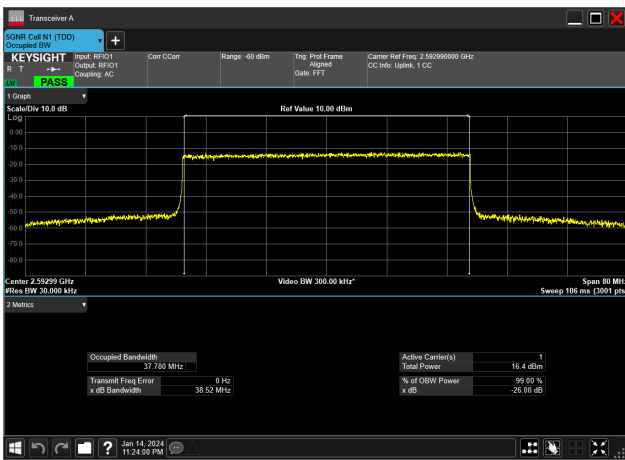 Transceiver A
5GNR Cell N1 (TDD)
Occupied BW
KEYSIGHT
R T
LV
PASS
Input: RFIO1
Output: RFIO1
Coupling: AC
Corr CCorr
Range: -60 dBm
Trig: Prot Frame
Aligned
Gate: FFT
Carrier Ref Freq: 2.592990000 GHz
CC Info: Uplink, 1 CC
1 Graph
Scale/Div 10.0 dB
Ref Value 10.00 dBm
Log
0.00
-10.0
-20.0
-30.0
-40.0
-50.0
-60.0
-70.0
-80.0
Center 2.59299 GHz
Video BW 300.00 kHz*
Span 80 MHz
#Res BW 30.000 kHz
Sweep 106 ms (3001 pts
2 Metrics
Occupied Bandwidth
37.780 MHz
Transmit Freq Error 0 Hz
x dB Bandwidth 38.52 MHz
Active Carrier(s) 1
Total Power 16.4 dBm
% of OBW Power 99.00 %
x dB -26.00 dB
?
Jan 14, 2024
11:24:00 PM